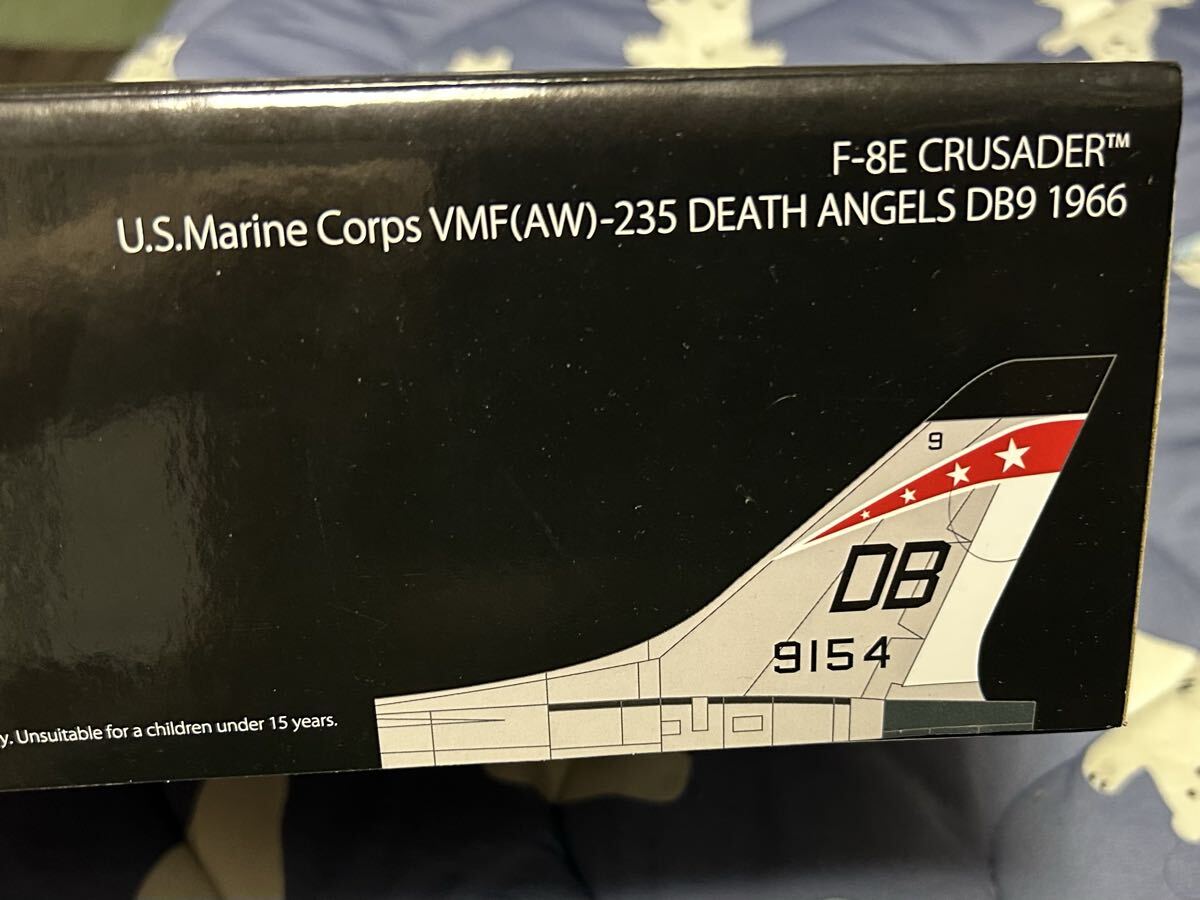 F-8E CRUSADER™
U.S.Marine Corps VMF(AW)-235 DEATH ANGELS DB9 1966
9
DB
9154
y. Unsuitable for a children under 15 years.